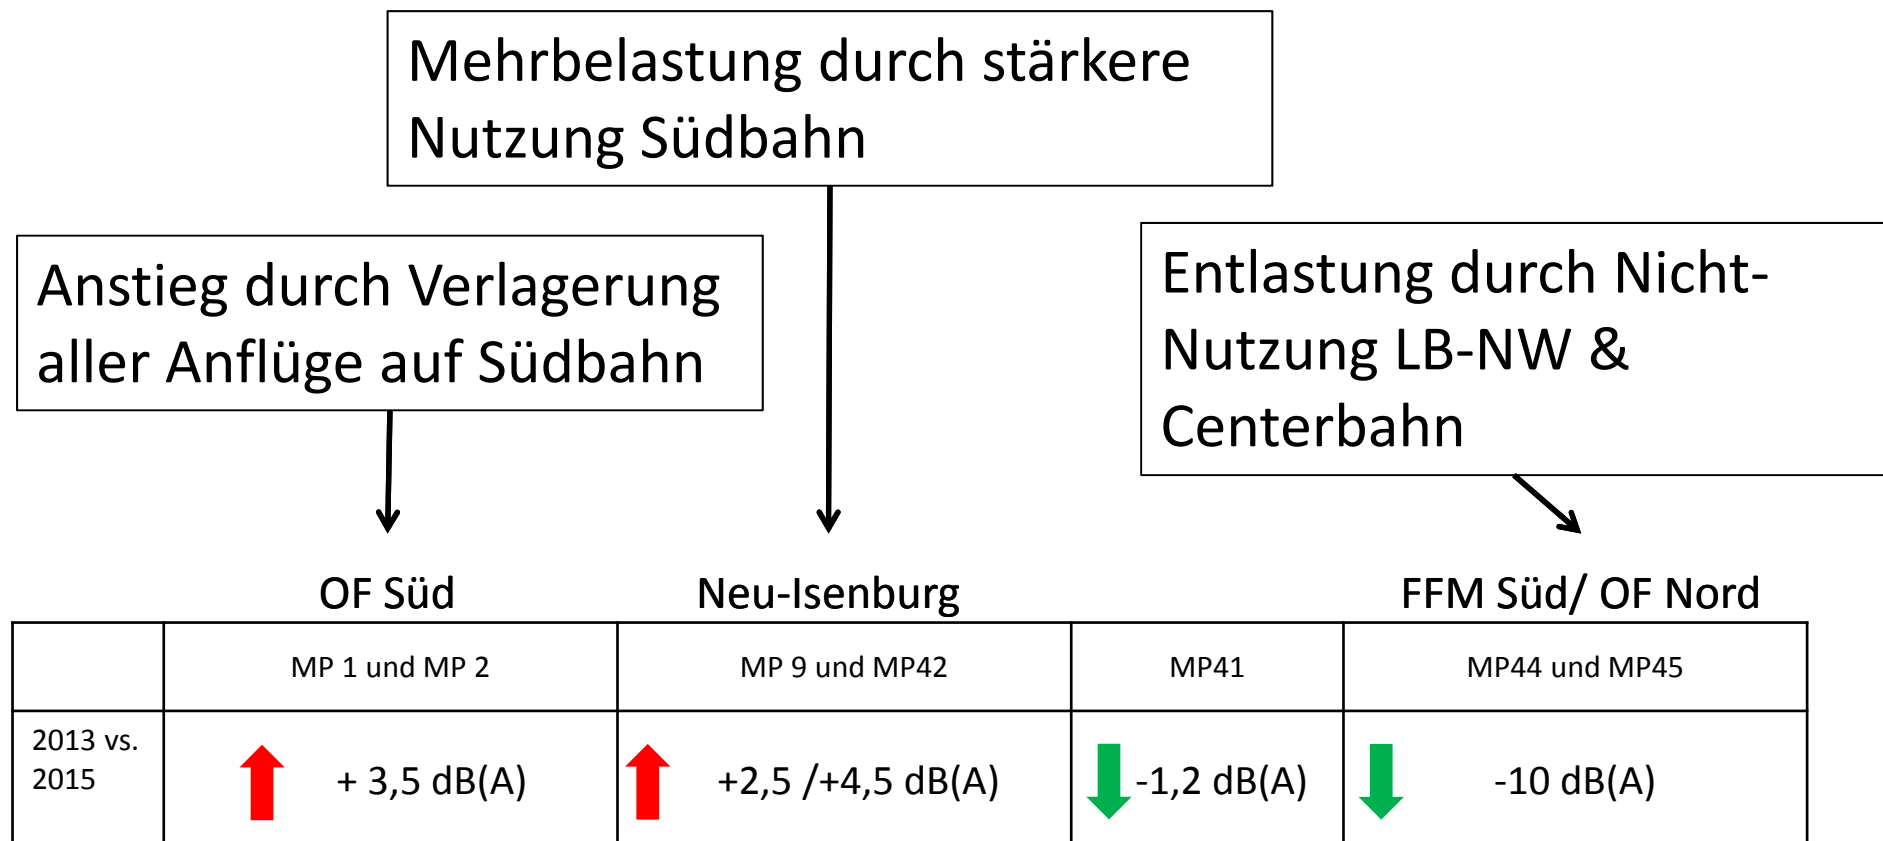 Mehrbelastung durch stärkere
Nutzung Südbahn
Anstieg durch Verlagerung
aller Anflüge auf Südbahn
Entlastung durch Nicht-
Nutzung LB-NW &
Centerbahn
OF Süd
Neu-Isenburg
FFM Süd/ OF Nord
MP 1 und MP 2
MP 9 und MP42
MP41
MP44 und MP45
2013 vs.
2015
+ 3,5 dB(A)
+2,5 /+4,5 dB(A)
-1,2 dB(A)
-10 dB(A)